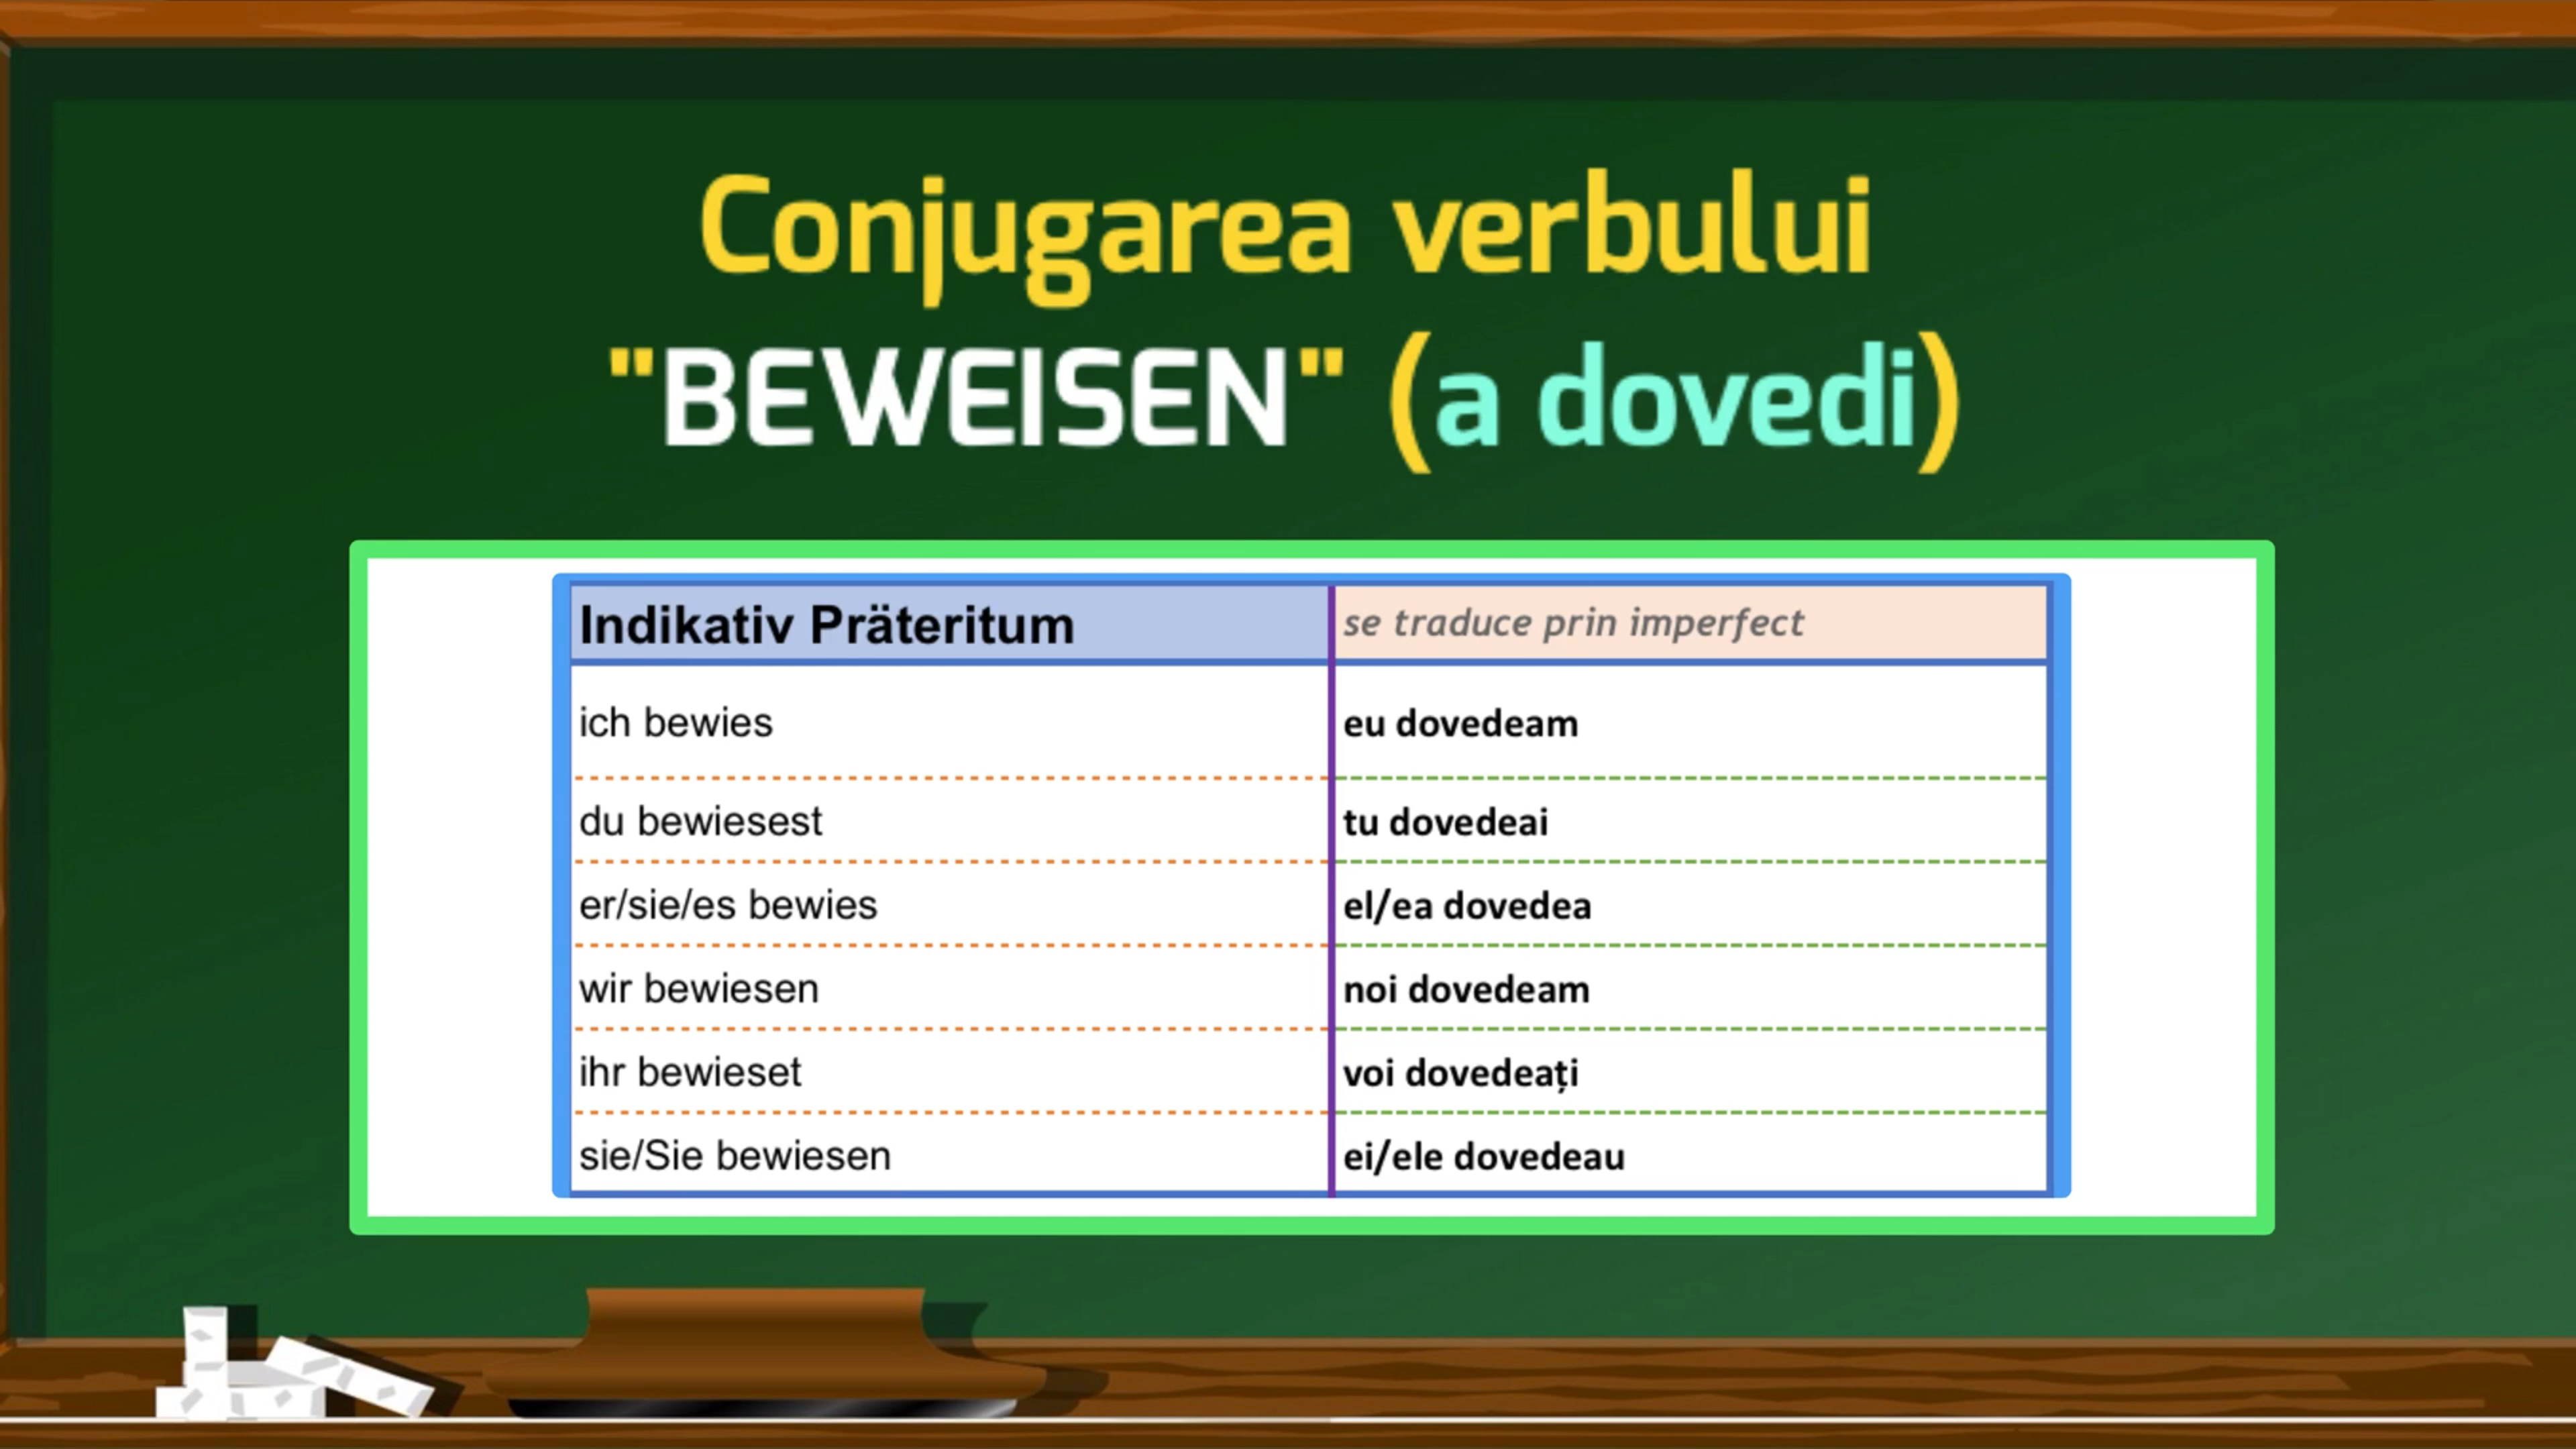 Conjugarea verbului
"BEWEISEN" (a dovedi)
Indikativ Präteritum se traduce prin imperfect
ich bewies eu dovedeam
du bewiesest tu dovedeai
er/sie/es bewies el/ea dovedea
wir bewiesen noi dovedeam
ihr bewieset voi dovedeați
sie/Sie bewiesen ei/ele dovedeau